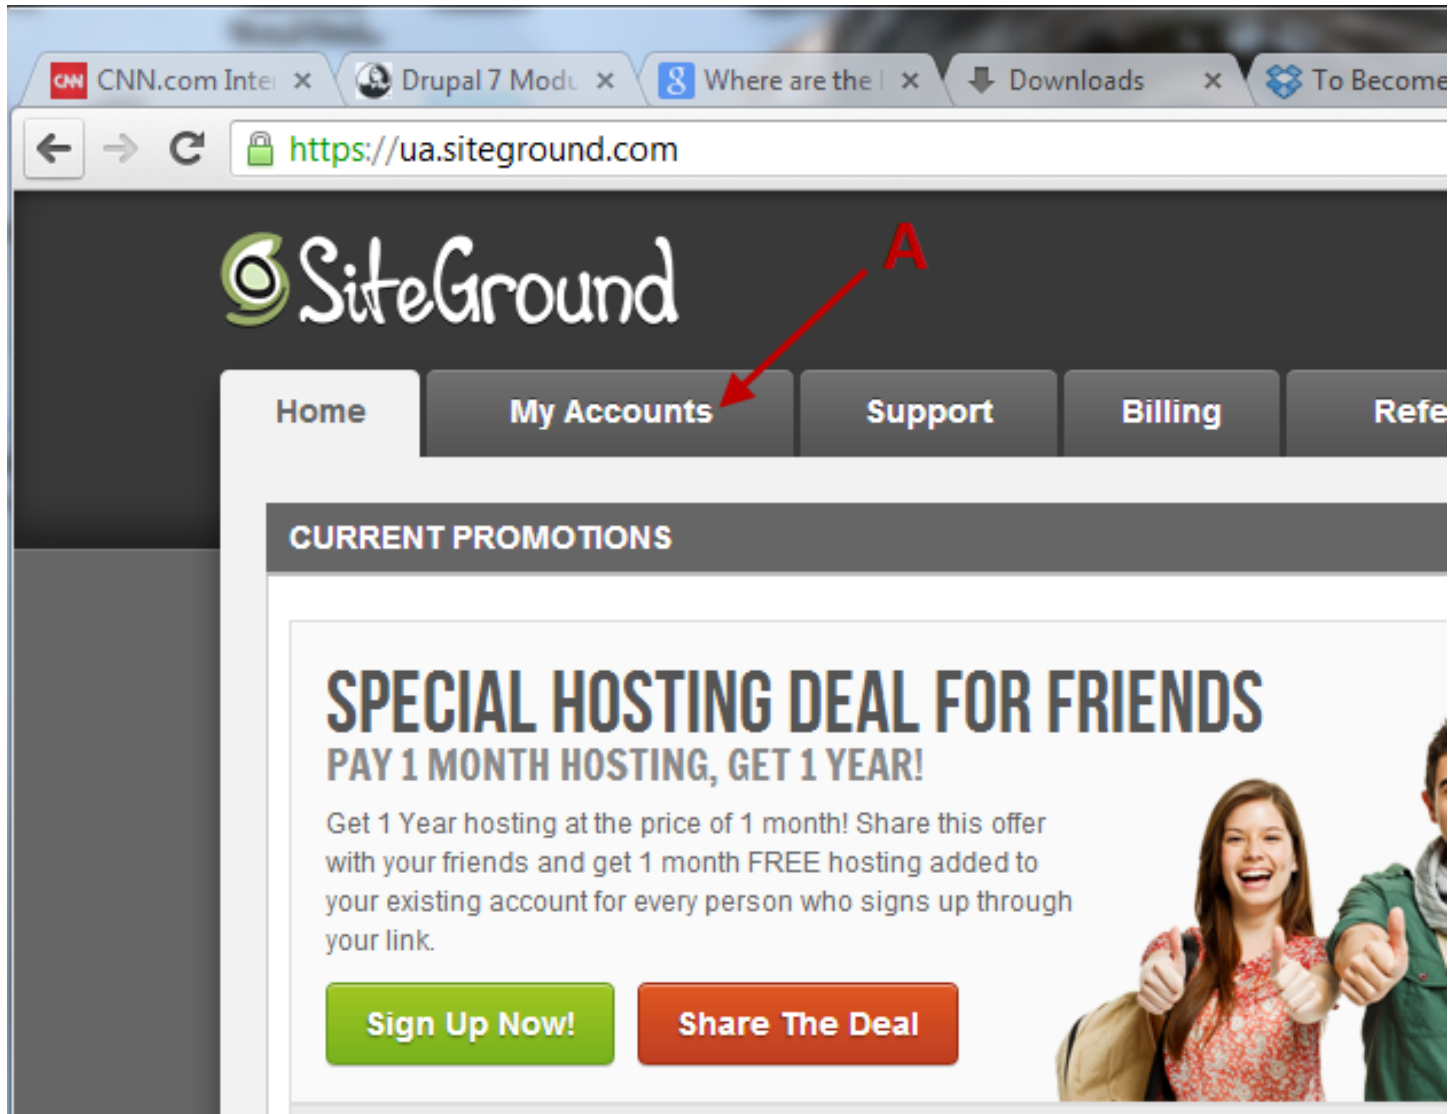 CNN CNN.com Inte
Drupal 7 Modu
8 Where are the
Downloads
To Become
https://ua.siteground.com
SiteGround
A
Home
My Accounts
Support
Billing
Refe
CURRENT PROMOTIONS
SPECIAL HOSTING DEAL FOR FRIENDS
PAY 1 MONTH HOSTING, GET 1 YEAR!
Get 1 Year hosting at the price of 1 month! Share this offer
with your friends and get 1 month FREE hosting added to
your existing account for every person who signs up through
your link.
Sign Up Now!
Share The Deal